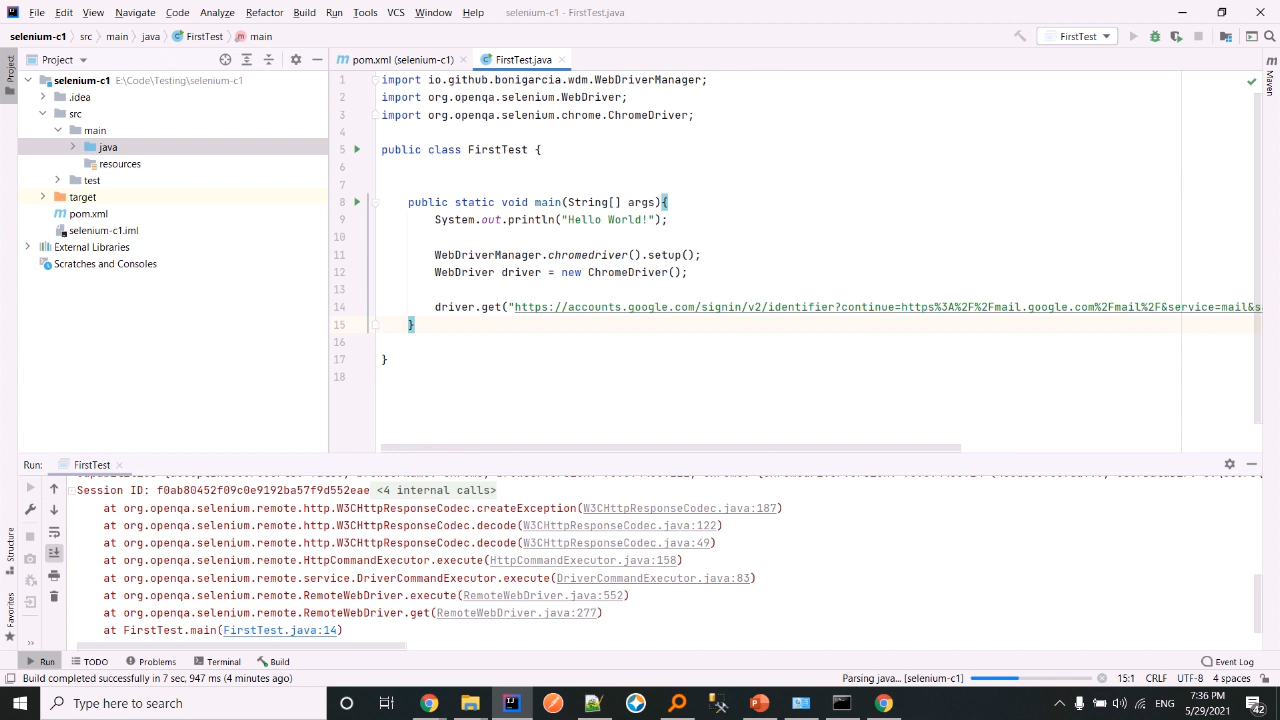 File Edit View Navigate Code Analyze Refactor Build Run Tools VCS Window Help selenium-c1 - FirstTest.java
selenium-c1 src main java FirstTest main FirstTest
Project
Project
pom.xml (selenium-c1)
FirstTest.java
Maven
selenium-c1 E:\Code\Testing\selenium-c1
.idea
src
main
java
resources
test
target
pom.xml
selenium-c1.iml
External Libraries
Scratches and Consoles
1 import io.github.bonigarcia.wdm.WebDriverManager;
2 import org.openqa.selenium.WebDriver;
3 import org.openqa.selenium.chrome.ChromeDriver;
4
5 public class FirstTest {
6
7
8 public static void main(String[] args){
9 System.out.println("Hello World!");
10
11 WebDriverManager.chromedriver().setup();
12 WebDriver driver = new ChromeDriver();
13
14 driver.get("https://accounts.google.com/signin/v2/identifier?continue=https%3A%2F%2Fmail.google.com%2Fmail%2F&service=mail&s
15 }
16
17 }
18
Run: FirstTest
Session ID: f0ab80452f09c0e9192ba57f9d552eae <4 internal calls>
at org.openqa.selenium.remote.http.W3CHttpResponseCodec.createException(W3CHttpResponseCodec.java:187)
at org.openqa.selenium.remote.http.W3CHttpResponseCodec.decode(W3CHttpResponseCodec.java:122)
at org.openqa.selenium.remote.http.W3CHttpResponseCodec.decode(W3CHttpResponseCodec.java:49)
at org.openqa.selenium.remote.HttpCommandExecutor.execute(HttpCommandExecutor.java:158)
at org.openqa.selenium.remote.service.DriverCommandExecutor.execute(DriverCommandExecutor.java:83)
at org.openqa.selenium.remote.RemoteWebDriver.execute(RemoteWebDriver.java:552)
at org.openqa.selenium.remote.RemoteWebDriver.get(RemoteWebDriver.java:277)
at FirstTest.main(FirstTest.java:14)
Structure
Favorites
Run TODO Problems Terminal Build Event Log
Build completed successfully in 7 sec, 947 ms (4 minutes ago) Parsing java… [selenium-c1] 15:1 CRLF UTF-8 4 spaces
Type here to search
7:36 PM
5/29/2021
42